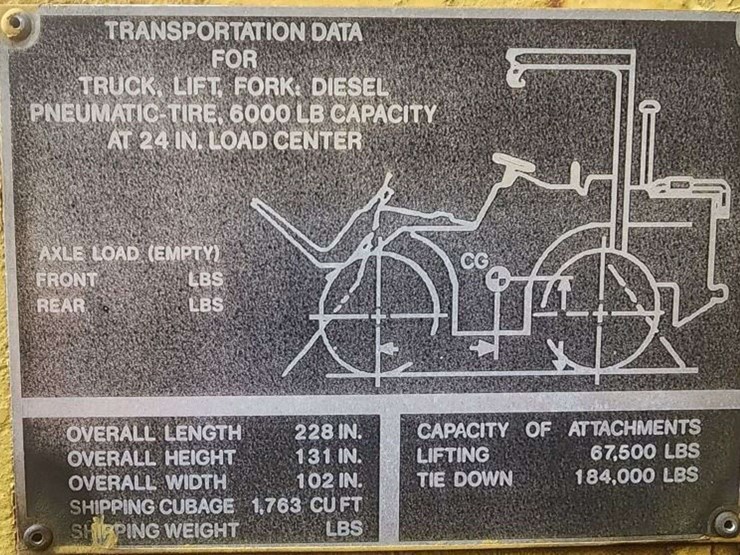 TRANSPORTATION DATA
FOR
TRUCK, LIFT, FORK: DIESEL
PNEUMATIC-TIRE, 6000 LB CAPACITY
AT 24 IN. LOAD CENTER
CG
AXLE LOAD (EMPTY)
FRONT LBS
REAR LBS
OVERALL LENGTH 228 IN.
OVERALL HEIGHT 131 IN.
OVERALL WIDTH 102 IN.
SHIPPING CUBAGE 1,763 CU FT
SHIPPING WEIGHT LBS
CAPACITY OF ATTACHMENTS
LIFTING 67,500 LBS
TIE DOWN 184,000 LBS